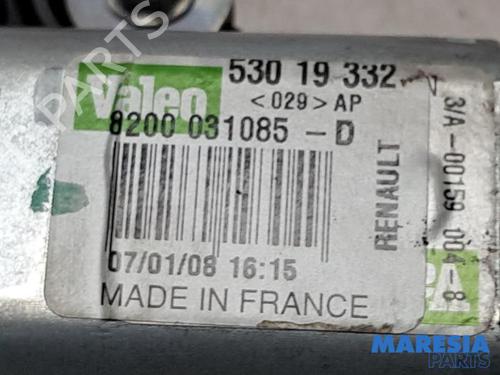 Valeo
530 19 332
<029> AP
8200 031085 - D
RENAULT
3/A-00159 004-8
07/01/08 16:15
MADE IN FRANCE
MARESIA
PARTS